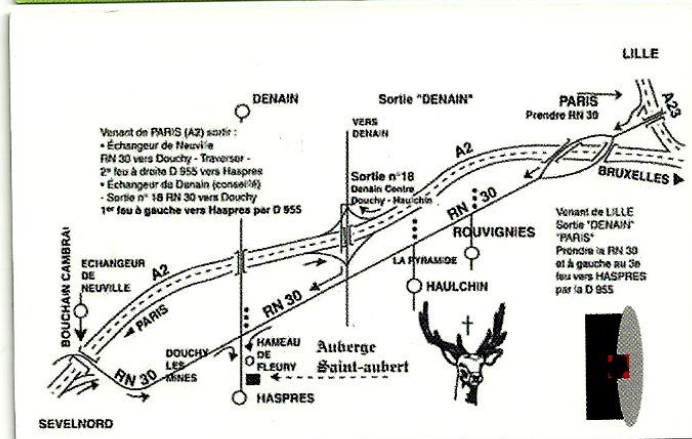 LILLE
DENAIN
Sortie "DENAIN"
PARIS
Prendre RN 30
A23
VERS
DENAIN
Venant de PARIS (A2) sortir :
• Échangeur de Neuville
RN 30 vers Douchy - Traverser -
2e feu à droite D 955 vers Haspres
• Échangeur de Denain (conseillé)
- Sortie n° 18 RN 30 vers Douchy
1er feu à gauche vers Haspres par D 955
A2
BRUXELLES
Sortie n°18
Denain Centre
Douchy - Haulchin
RN 30
ROUVIGNIES
Venant de LILLE
Sortie "DENAIN"
"PARIS"
Prendre la RN 30
et à gauche au 3e
feu vers HASPRES
par la D 955
BOUCHAIN CAMBRAI
ECHANGEUR
DE
NEUVILLE
A2
PARIS
LA PYRAMIDE
HAULCHIN
RN 30
DOUCHY
LES
MINES
HAMEAU
DE
FLEURY
Auberge
Saint-aubert
RN 30
HASPRES
SEVELNORD